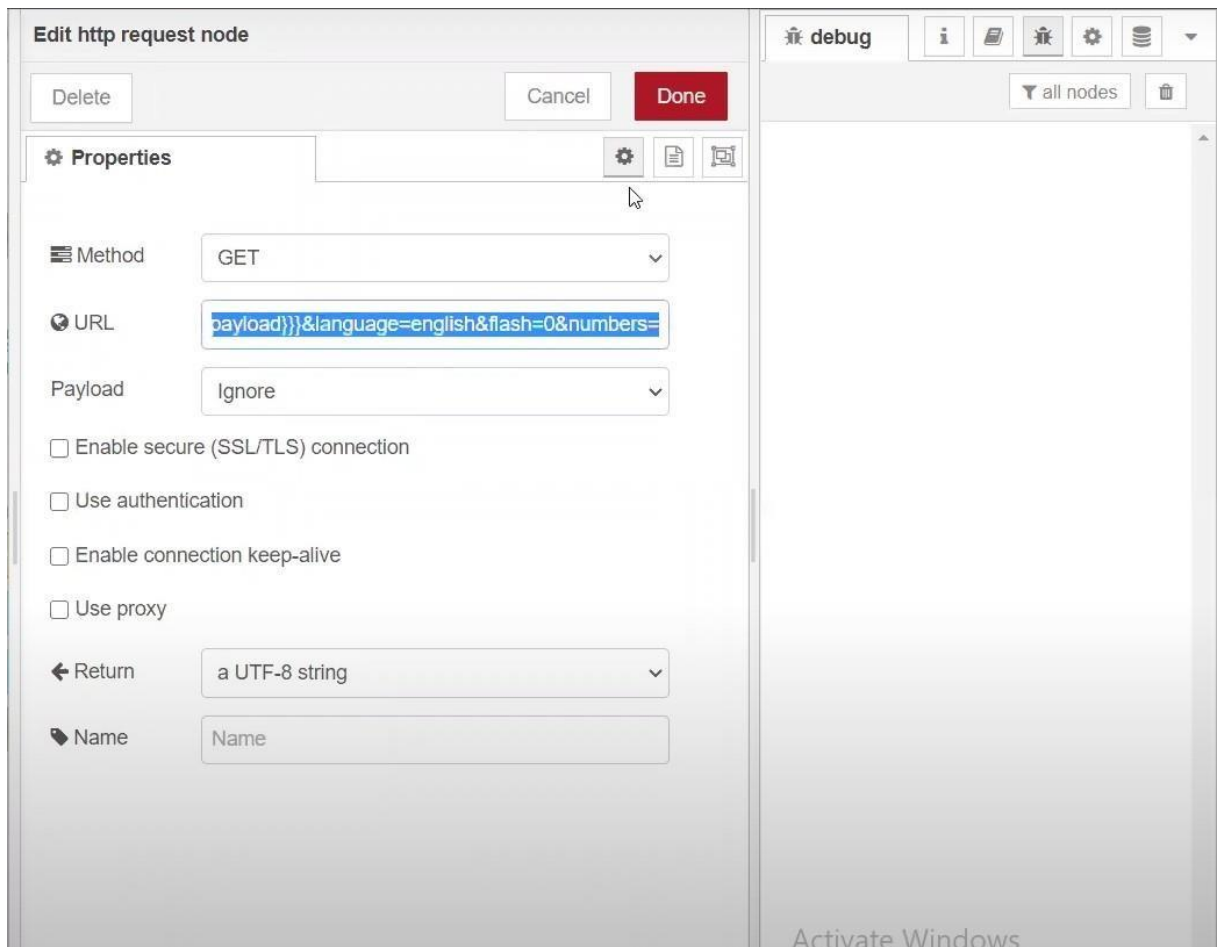 Edit http request node
debug
Delete
Cancel
Done
all nodes
Properties
Method
GET
URL
payload}}}&language=english&flash=0&numbers=
Payload
Ignore
Enable secure (SSL/TLS) connection
Use authentication
Enable connection keep-alive
Use proxy
Return
a UTF-8 string
Name
Name
Activate Windows